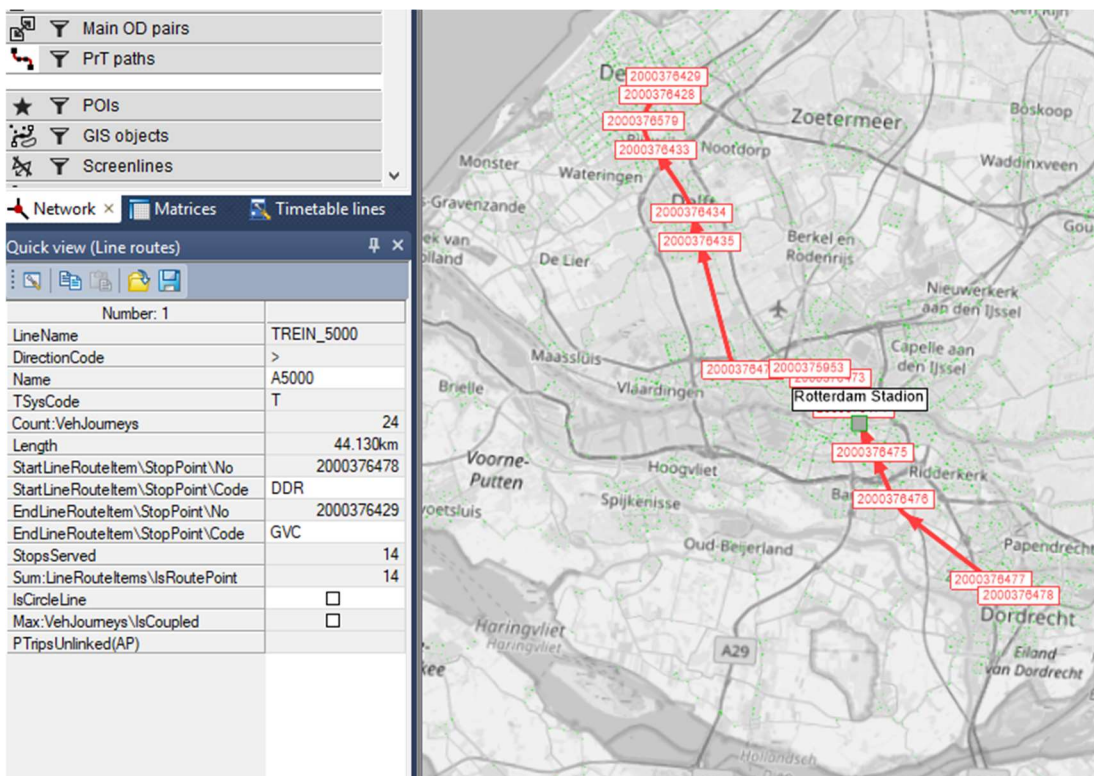 Main OD pairs
PrT paths
POIs
GIS objects
Screenlines
Network × Matrices Timetable lines
Quick view (Line routes)
Number: 1
LineName TREIN_5000
DirectionCode >
Name A5000
TSysCode T
Count:VehJourneys 24
Length 44.130km
StartLineRouteItem\StopPoint\No 2000376478
StartLineRouteItem\StopPoint\Code DDR
EndLineRouteItem\StopPoint\No 2000376429
EndLineRouteItem\StopPoint\Code GVC
StopsServed 14
Sum:LineRouteItems\IsRoutePoint 14
IsCircleLine
Max:VehJourneys\IsCoupled
PTripsUnlinked(AP)
2000376429
2000376428
2000376579
2000376433
Zoetermeer
Boskoop
Nootdorp
Monster
Wateringen
Waddinxveen
2000376434
2000376435
Berkel en
Rodenrijs
De Lier
Nieuwerkerk
aan den IJssel
Maassluis
Capelle aan
den IJssel
2000375953
Vlaardingen
Brielle
Rotterdam Stadion
2000376475
Voorne-
Putten
Hoogvliet
Ridderkerk
2000376476
Spijkenisse
Oud-Beijerland
Papendrecht
2000376477
2000376478
Dordrecht
Haringvliet
Haringvliet
A29
Eiland
van Dordrecht
Hollandsch